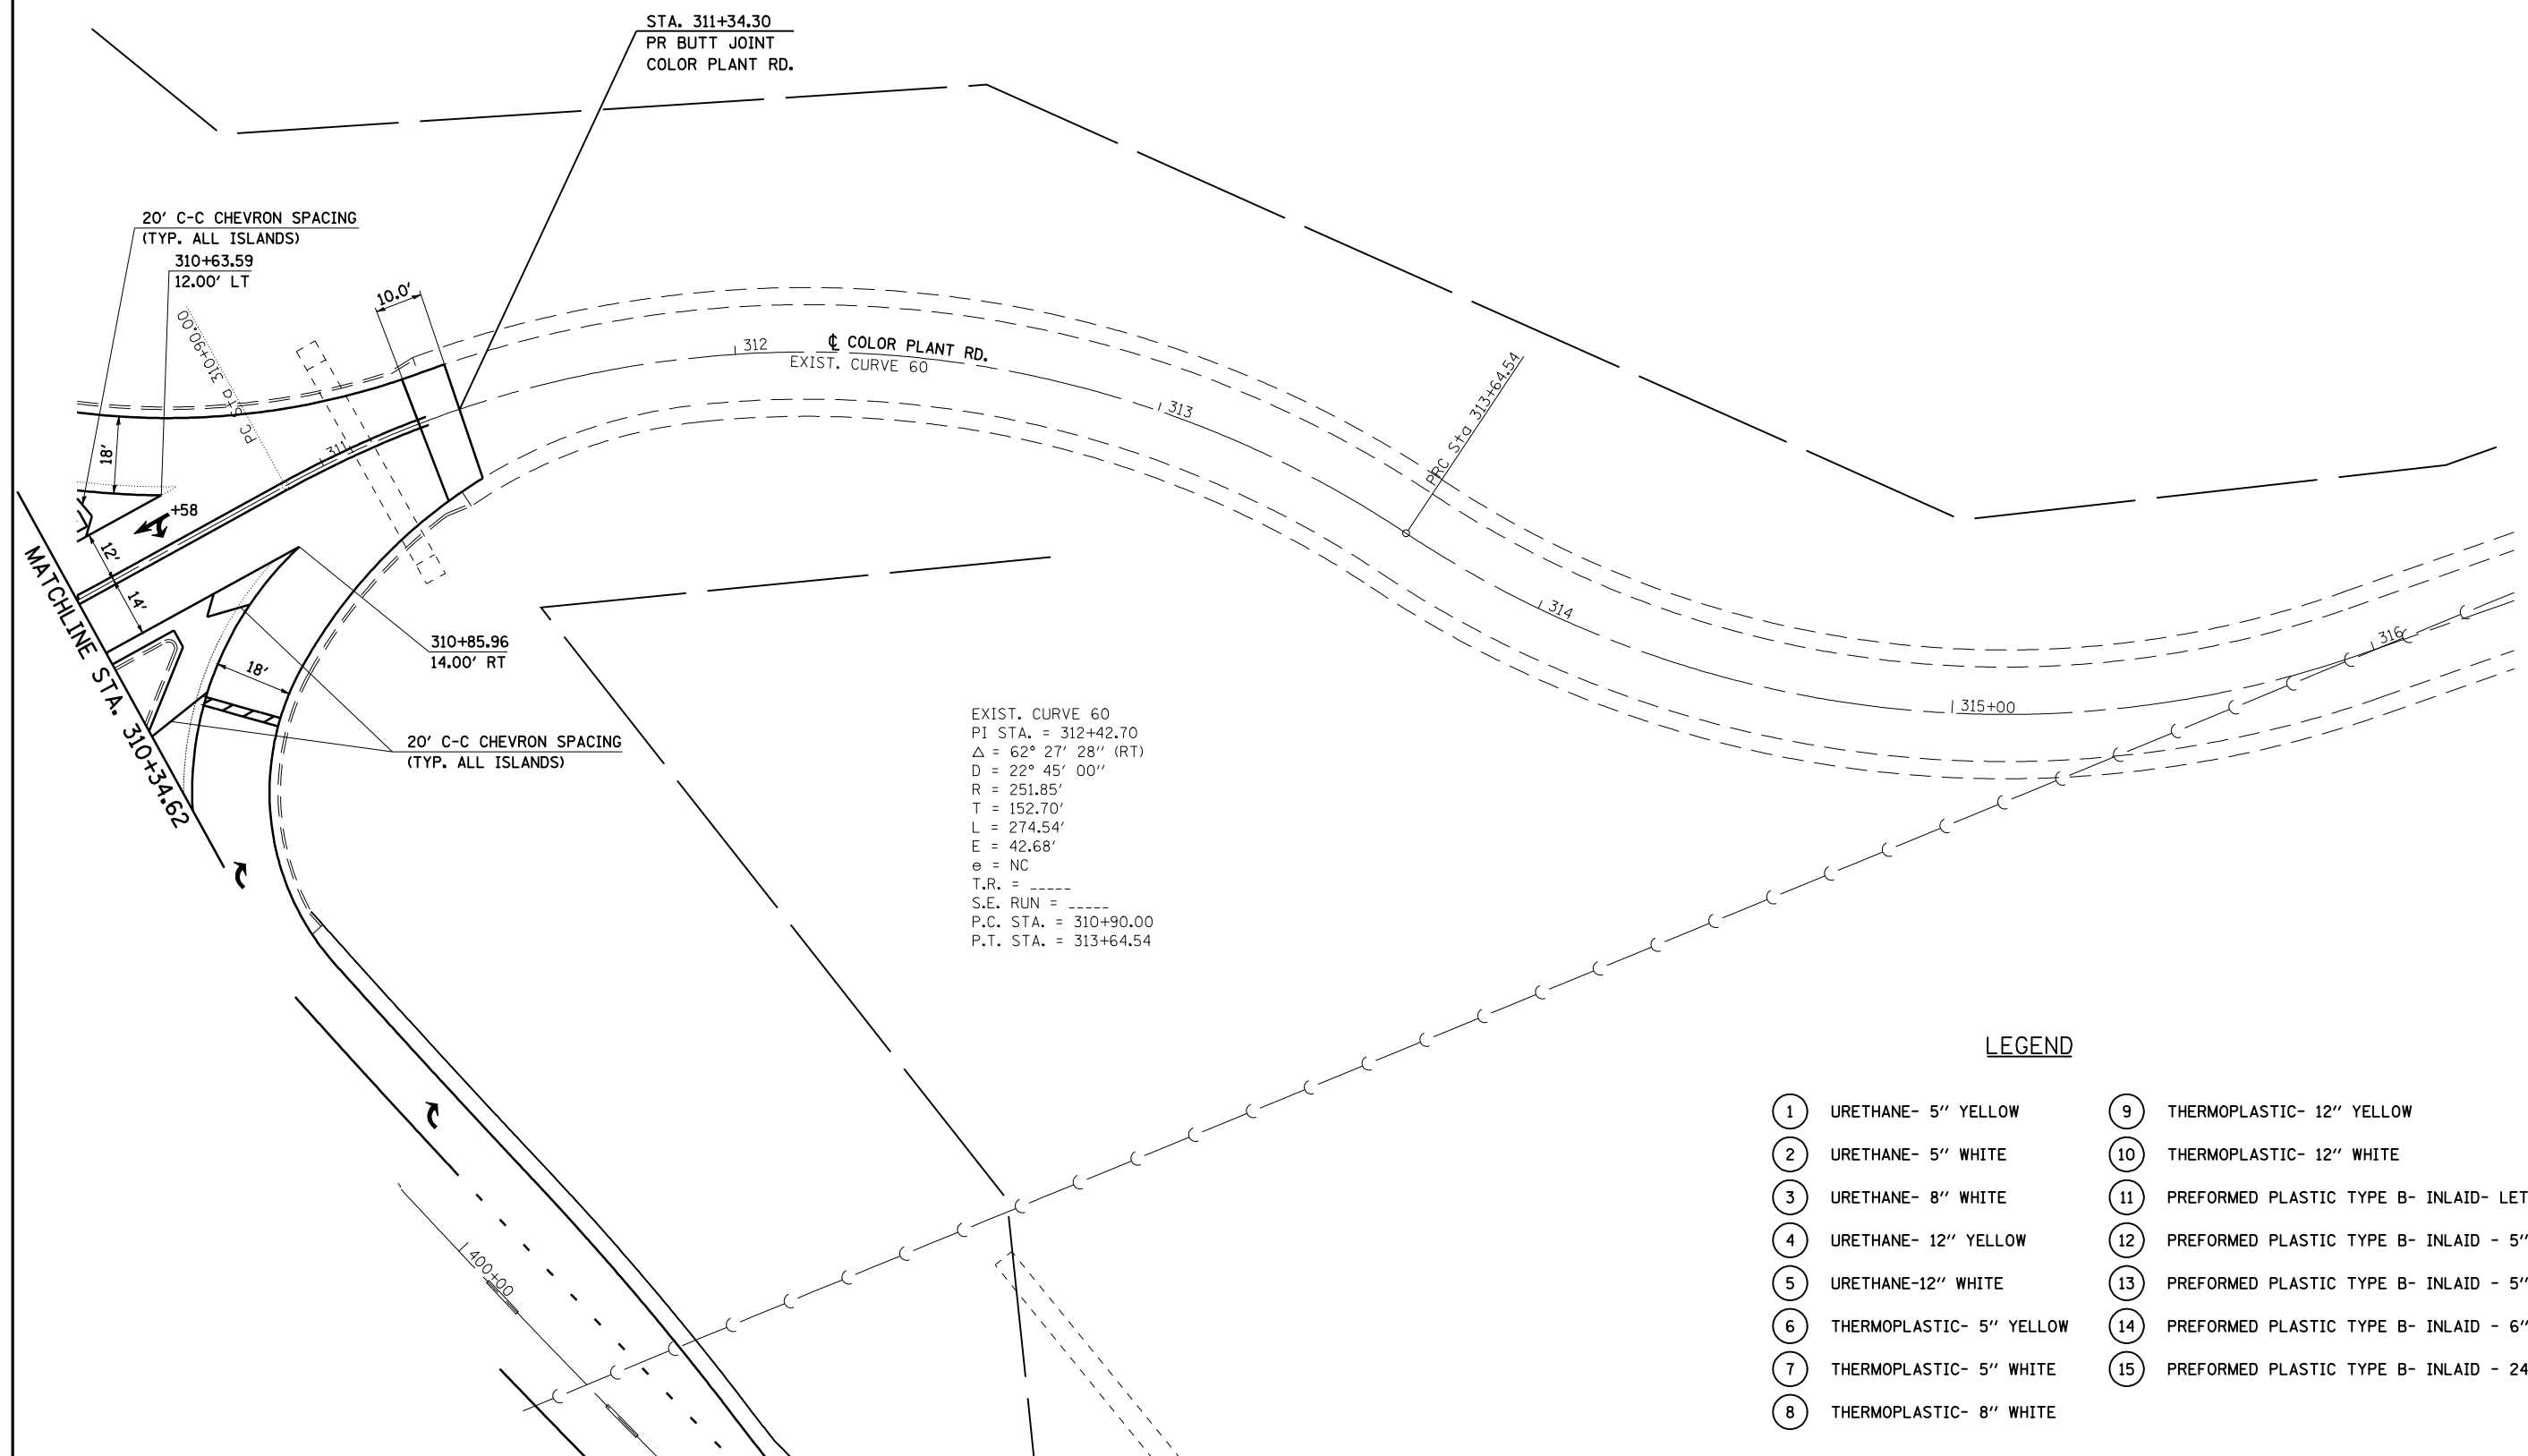 STA. 311+34.30
PR BUTT JOINT
COLOR PLANT RD.
20' C-C CHEVRON SPACING
(TYP. ALL ISLANDS)
310+63.59
12.00' LT
10.0'
PC Sta 310+90.00
312
℄ COLOR PLANT RD.
EXIST. CURVE 60
313
PRC Sta 313+64.54
311
18'
+58
12'
14'
MATCHLINE STA. 310+34.62
310+85.96
14.00' RT
18'
20' C-C CHEVRON SPACING
(TYP. ALL ISLANDS)
314
315+00
316
EXIST. CURVE 60
PI STA. = 312+42.70
△ = 62° 27' 28" (RT)
D = 22° 45' 00"
R = 251.85'
T = 152.70'
L = 274.54'
E = 42.68'
e = NC
T.R. = _____
S.E. RUN = _____
P.C. STA. = 310+90.00
P.T. STA. = 313+64.54
400+00
LEGEND
1 URETHANE- 5" YELLOW
2 URETHANE- 5" WHITE
3 URETHANE- 8" WHITE
4 URETHANE- 12" YELLOW
5 URETHANE-12" WHITE
6 THERMOPLASTIC- 5" YELLOW
7 THERMOPLASTIC- 5" WHITE
8 THERMOPLASTIC- 8" WHITE
9 THERMOPLASTIC- 12" YELLOW
10 THERMOPLASTIC- 12" WHITE
11 PREFORMED PLASTIC TYPE B- INLAID- LET
12 PREFORMED PLASTIC TYPE B- INLAID - 5"
13 PREFORMED PLASTIC TYPE B- INLAID - 5"
14 PREFORMED PLASTIC TYPE B- INLAID - 6"
15 PREFORMED PLASTIC TYPE B- INLAID - 24